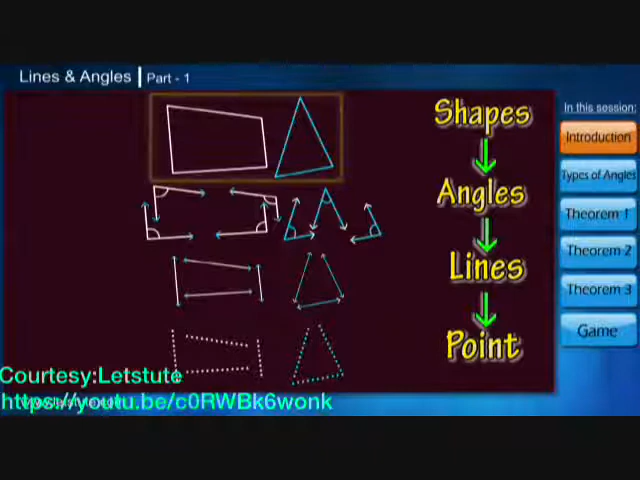 Lines & Angles Part - 1
Shapes
Angles
Lines
Point
In this session:
Introduction
Types of Angles
Theorem 1
Theorem 2
Theorem 3
Game
Courtesy:Letstute
https://youtu.be/c0RWBk6wonk